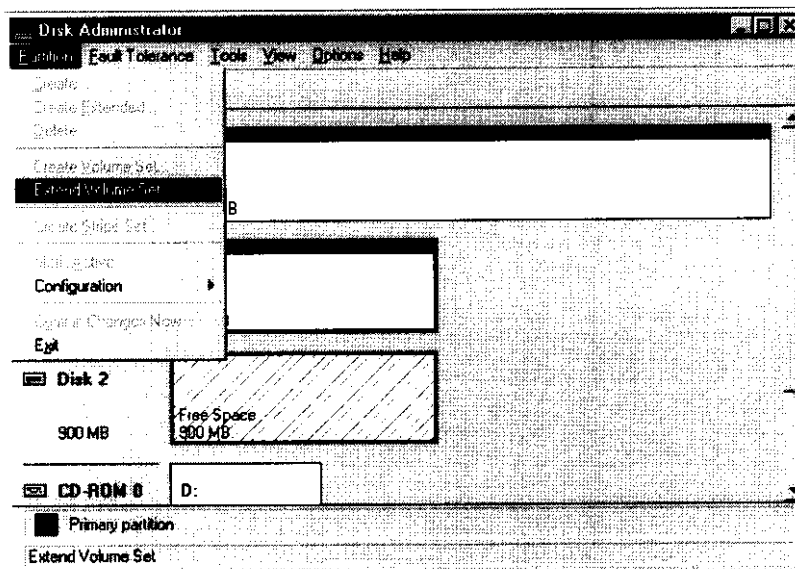 Disk Administrator
Partition Fault Tolerance Tools View Options Help
Create...
Create Extended...
Delete
Create Volume Set...
Extend Volume Set...
B
Create Stripe Set...
Mark Active
Configuration
Commit Changes Now
Exit
Disk 2
Free Space
900 MB
900 MB
CD-ROM 0
D:
Primary partition
Extend Volume Set